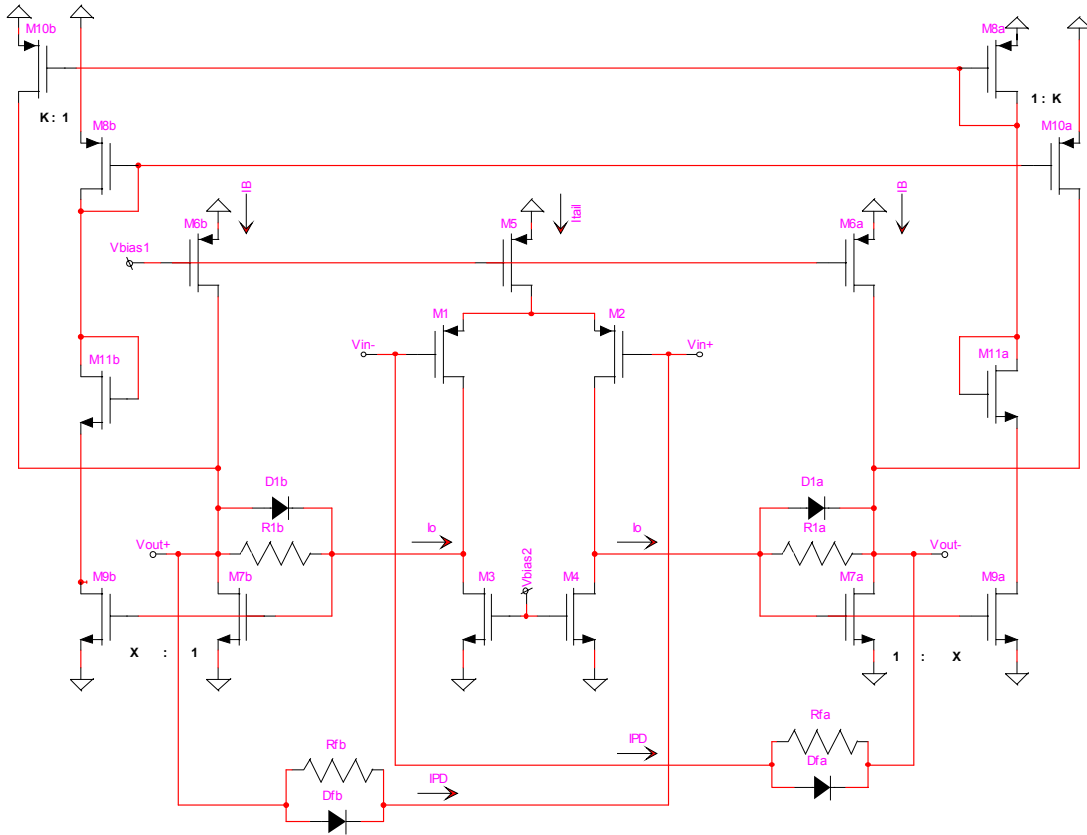 M10b
M8a
K: 1
1: K
M8b
M10a
IB
Itail
IB
M6b
M5
M6a
Vbias1
M1
M2
Vin-
Vin+
M11b
M11a
D1b
D1a
Io
Io
R1b
R1a
Vout+
Vout-
Vbias2
M9b
M7b
M3
M4
M7a
M9a
X : 1
1 : X
Rfa
IPD
Rfb
Dfa
IPD
Dfb